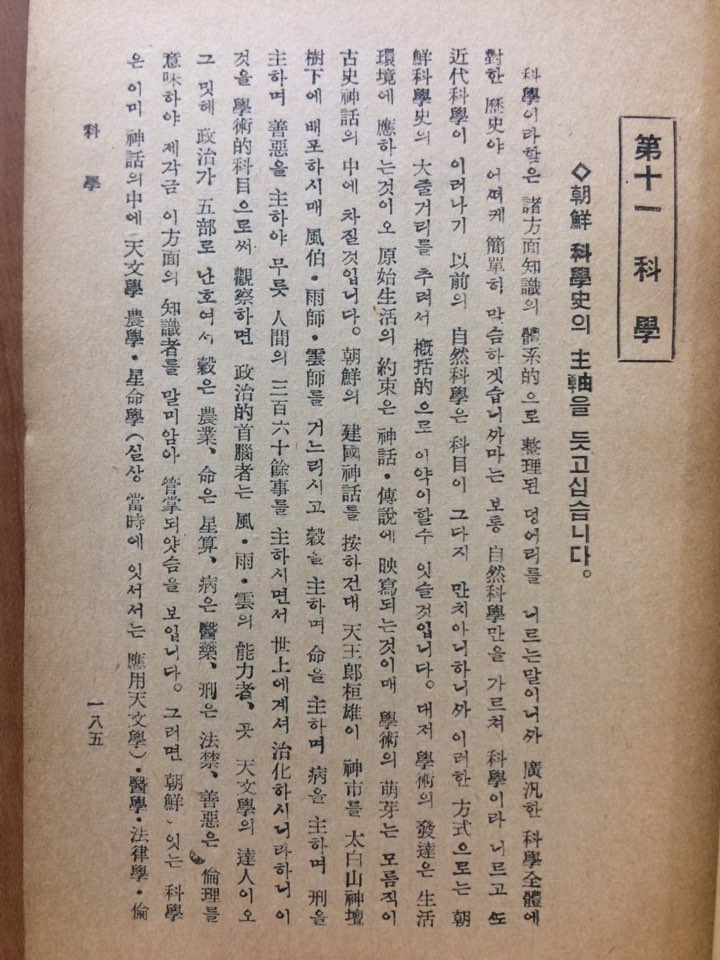 第十一 科學
◇朝鮮 科學史의 主軸을 듯고십습니다。
科學이라함은 諸方面知識의 體系的으로 整理된 덩어리를 니르는말이니ᄭᅡ 廣汎한 科學全體에
對한 歷史야 어ᄯᅥ케 簡單히 말슴하겟습니ᄭᅡ마는 보통 自然科學만을 가르쳐 科學이라 니르고 ᄯᅩ
近代科學이 이러나기 以前의 自然科學은 科目이 그다지 만치아니하니ᄭᅡ 이러한 方式으로는 朝
鮮科學史의 大줄거리를 추려서 槪括的으로 이약이할수 잇슬것입니다。대저 學術의 發達은 生活
環境에 應하는것이오 原始生活의 約束은 神話·傳說에 映寫되는것이매 學術의 萌芽는 모름직이
古史神話의 中에 차질것입니다。朝鮮의 建國神話를 按하건대 天王郞桓雄이 神市를 太白山神壇
樹下에 배포하시매 風伯·雨師·雲師를 거느리시고 穀을 主하며 命을 主하며 病을 主하며 刑을
主하며 善惡을 主하야 무릇 人間의 三百六十餘事를 主하시면서 世上에계셔 治化하시니라하니 이
것을 學術的科目으로써 觀察하면 政治的首腦者는 風·雨·雲의 能力者、곳 天文學의 達人이오
그 밋헤 政治가 五部로 난호여서 穀은 農業、命은 星算、病은 醫藥、刑은 法禁、善惡은 倫理를
意味하야 제각금 이方面의 知識者를 말미암아 管掌되얏슴을 보입니다。그러면 朝鮮 잇는 科學
은 이미 神話의中에 天文學 農學·星命學(실상 當時에 잇서서는 應用天文學)·醫學·法律學·倫
科學 一八五